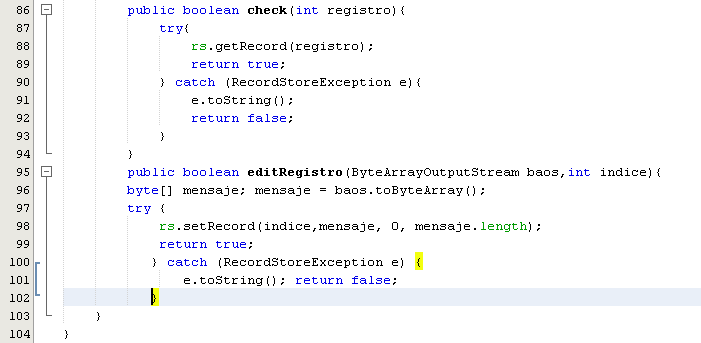 86 public boolean check(int registro){
87 try{
88 rs.getRecord(registro);
89 return true;
90 } catch (RecordStoreException e){
91 e.toString();
92 return false;
93 }
94 }
95 public boolean editRegistro(ByteArrayOutputStream baos,int indice){
96 byte[] mensaje; mensaje = baos.toByteArray();
97 try {
98 rs.setRecord(indice,mensaje, 0, mensaje.length);
99 return true;
100 } catch (RecordStoreException e) {
101 e.toString(); return false;
102 }
103 }
104 }